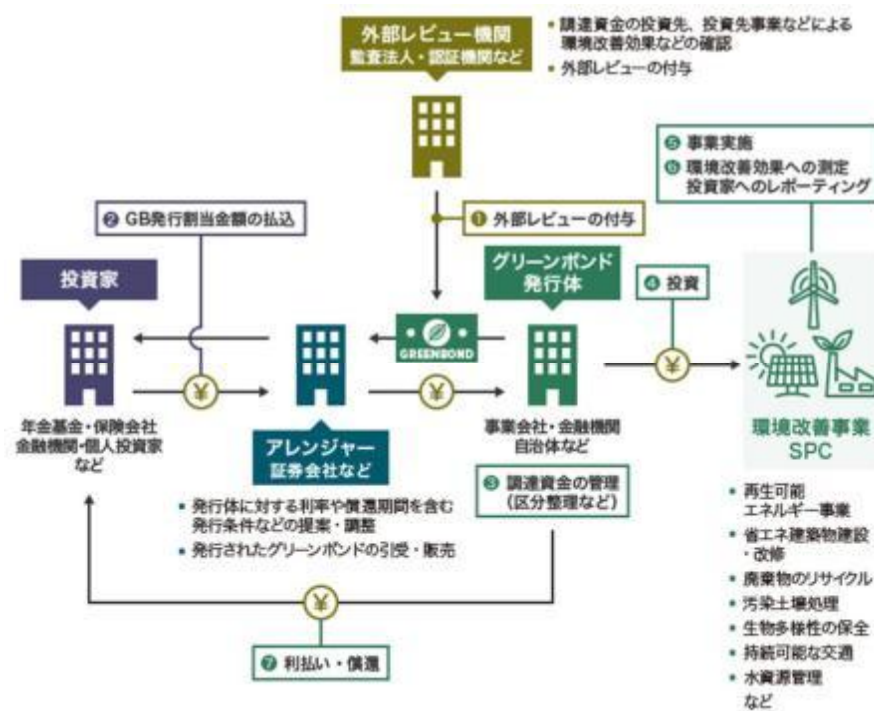 外部レビュー機関
監査法人・認証機関など
• 調達資金の投資先、投資先事業などによる
環境改善効果などの確認
• 外部レビューの付与
❺ 事業実施
❻ 環境改善効果への測定
投資家へのレポーティング
❷ GB発行割当金額の払込
❶ 外部レビューの付与
投資家
グリーンボンド
発行体
❹ 投資
GREENBOND
¥
¥
¥
年金基金・保険会社
金融機関・個人投資家
など
アレンジャー
証券会社など
事業会社・金融機関
自治体など
環境改善事業
SPC
❸ 調達資金の管理
(区分整理など)
• 発行体に対する利率や償還期間を含む
発行条件などの提案・調整
• 発行されたグリーンボンドの引受・販売
• 再生可能
エネルギー事業
• 省エネ建築物建設
・改修
• 廃棄物のリサイクル
• 汚染土壌処理
• 生物多様性の保全
• 持続可能な交通
• 水資源管理
など
¥
❼ 利払い・償還